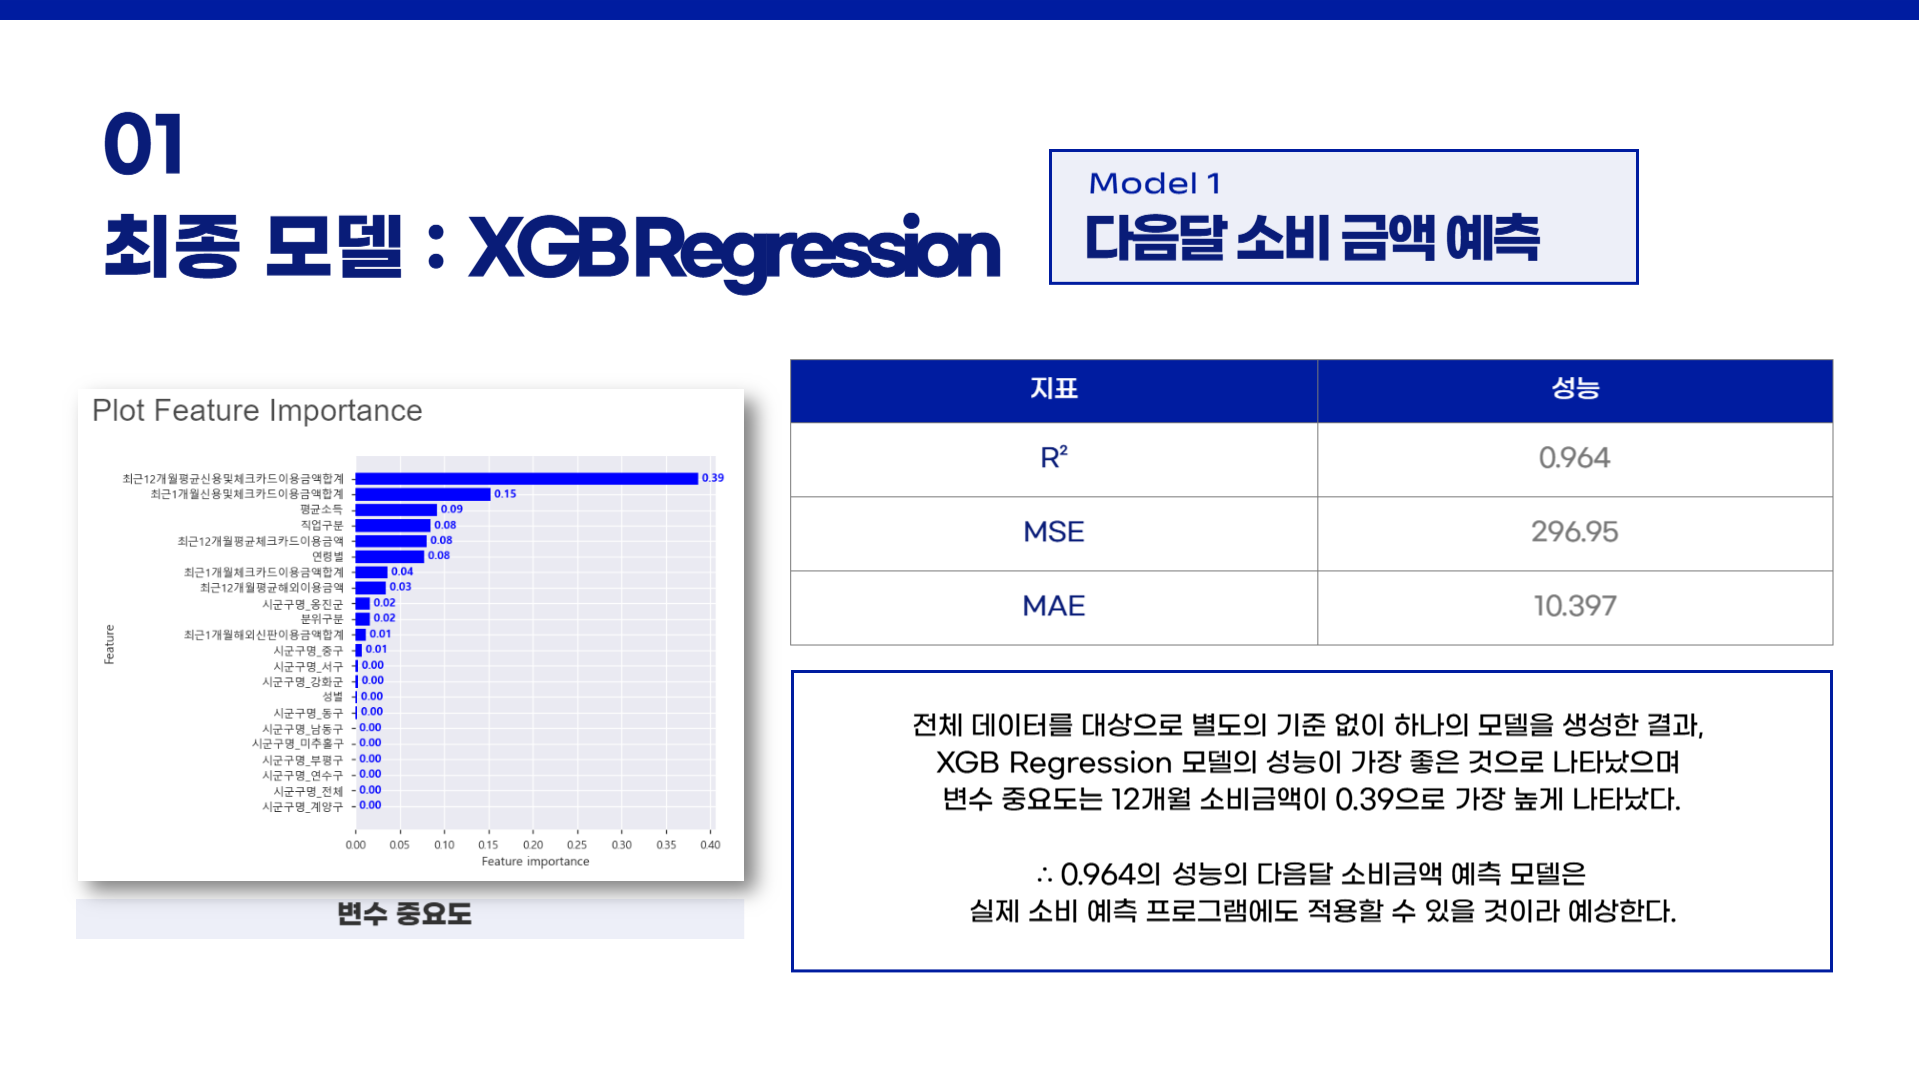 01
최종 모델 : XGB Regression
Model 1
다음달 소비 금액 예측
Plot Feature Importance
최근12개월평균신용및체크카드이용금액합계 0.39
최근1개월신용및체크카드이용금액합계 0.15
평균소득 0.09
직업구분 0.08
최근12개월평균체크카드이용금액 0.08
연령별 0.08
최근1개월체크카드이용금액합계 0.04
최근12개월평균해외이용금액 0.03
시군구명_옹진군 0.02
분위구분 0.02
최근1개월해외신판이용금액합계 0.01
시군구명_중구 0.01
시군구명_서구 0.00
시군구명_강화군 0.00
성별 0.00
시군구명_동구 0.00
시군구명_남동구 0.00
시군구명_미추홀구 0.00
시군구명_부평구 0.00
시군구명_연수구 0.00
시군구명_전체 0.00
시군구명_계양구 0.00
Feature
0.00 0.05 0.10 0.15 0.20 0.25 0.30 0.35 0.40
Feature importance
변수 중요도
지표 성능
R² 0.964
MSE 296.95
MAE 10.397
전체 데이터를 대상으로 별도의 기준 없이 하나의 모델을 생성한 결과,
XGB Regression 모델의 성능이 가장 좋은 것으로 나타났으며
변수 중요도는 12개월 소비금액이 0.39으로 가장 높게 나타났다.
∴ 0.964의 성능의 다음달 소비금액 예측 모델은
실제 소비 예측 프로그램에도 적용할 수 있을 것이라 예상한다.